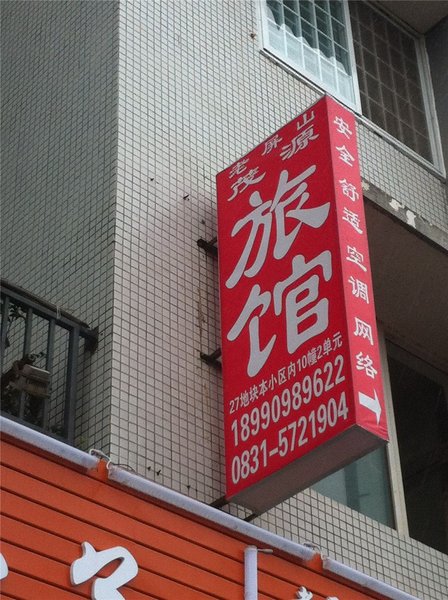 老屏山
茂源
旅馆
27地块本小区内10幢2单元
18990989622
0831-5721904
安全 舒适 空调 网络